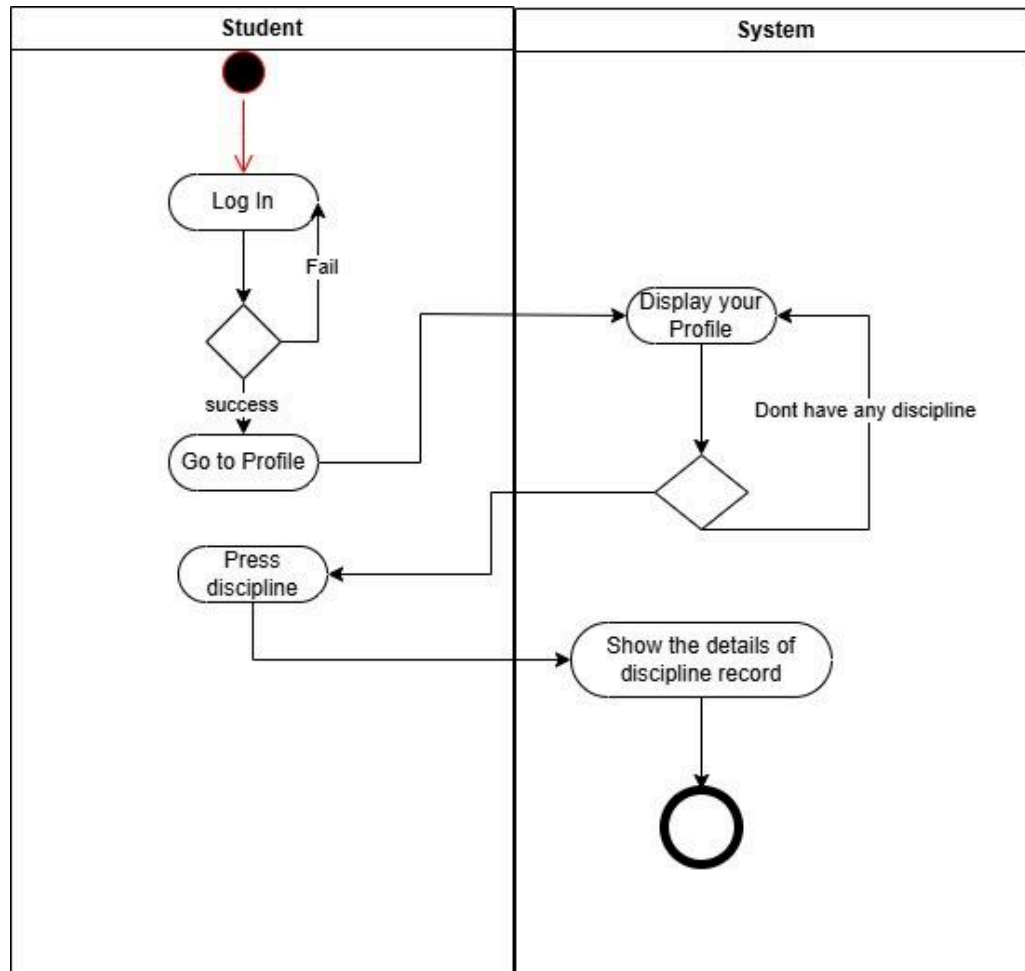 Student
System
Log In
Fail
Display your
Profile
success
Dont have any discipline
Go to Profile
Press
discipline
Show the details of
discipline record